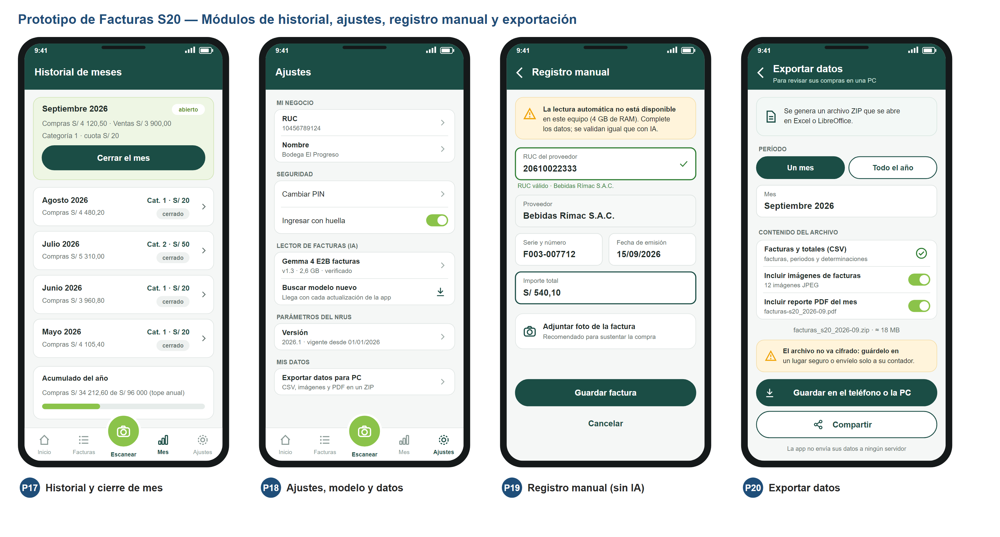 Prototipo de Facturas S20 — Módulos de historial, ajustes, registro manual y exportación
9:41
Historial de meses
Septiembre 2026
abierto
Compras S/ 4 120,50 · Ventas S/ 3 900,00
Categoría 1 · cuota S/ 20
Cerrar el mes
Agosto 2026
Cat. 1 · S/ 20
Compras S/ 4 480,20
cerrado
Julio 2026
Cat. 2 · S/ 50
Compras S/ 5 310,00
cerrado
Junio 2026
Cat. 1 · S/ 20
Compras S/ 3 960,80
cerrado
Mayo 2026
Cat. 1 · S/ 20
Compras S/ 4 105,40
cerrado
Acumulado del año
Compras S/ 34 212,60 de S/ 96 000 (tope anual)
Inicio
Facturas
Escanear
Mes
Ajustes
P17 Historial y cierre de mes
9:41
Ajustes
MI NEGOCIO
RUC
10456789124
Nombre
Bodega El Progreso
SEGURIDAD
Cambiar PIN
Ingresar con huella
LECTOR DE FACTURAS (IA)
Gemma 4 E2B facturas
v1.3 · 2,6 GB · verificado
Buscar modelo nuevo
Llega con cada actualización de la app
PARÁMETROS DEL NRUS
Versión
2026.1 · vigente desde 01/01/2026
MIS DATOS
Exportar datos para PC
CSV, imágenes y PDF en un ZIP
Inicio
Facturas
Escanear
Mes
Ajustes
P18 Ajustes, modelo y datos
9:41
Registro manual
La lectura automática no está disponible
en este equipo (4 GB de RAM). Complete
los datos; se validan igual que con IA.
RUC del proveedor
20610022333
RUC válido · Bebidas Rímac S.A.C.
Proveedor
Bebidas Rímac S.A.C.
Serie y número
F003-007712
Fecha de emisión
15/09/2026
Importe total
S/ 540,10
Adjuntar foto de la factura
Recomendado para sustentar la compra
Guardar factura
Cancelar
P19 Registro manual (sin IA)
9:41
Exportar datos
Para revisar sus compras en una PC
Se genera un archivo ZIP que se abre
en Excel o LibreOffice.
PERÍODO
Un mes
Todo el año
Mes
Septiembre 2026
CONTENIDO DEL ARCHIVO
Facturas y totales (CSV)
facturas, periodos y determinaciones
Incluir imágenes de facturas
12 imágenes JPEG
Incluir reporte PDF del mes
facturas-s20_2026-09.pdf
facturas_s20_2026-09.zip · ≈ 18 MB
El archivo no va cifrado: guárdelo en
un lugar seguro o envíelo solo a su contador.
Guardar en el teléfono o la PC
Compartir
La app no envía sus datos a ningún servidor
P20 Exportar datos